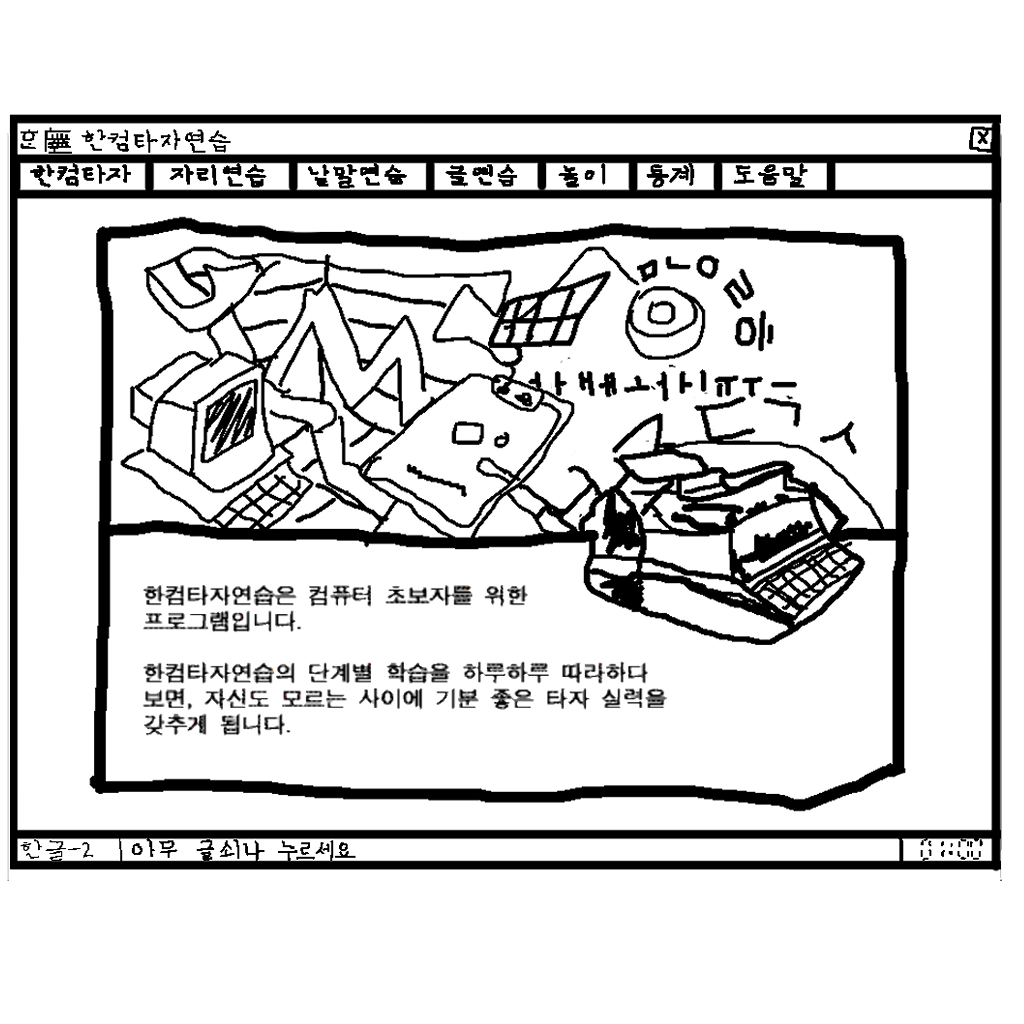 한컴타자연습
한컴타자 자리연습 낱말연습 글연습 놀이 통계 도움말
한컴타자연습은 컴퓨터 초보자를 위한
프로그램입니다.
한컴타자연습의 단계별 학습을 하루하루 따라하다
보면, 자신도 모르는 사이에 기분 좋은 타자 실력을
갖추게 됩니다.
한글-2 아무 글쇠나 누르세요 01:00